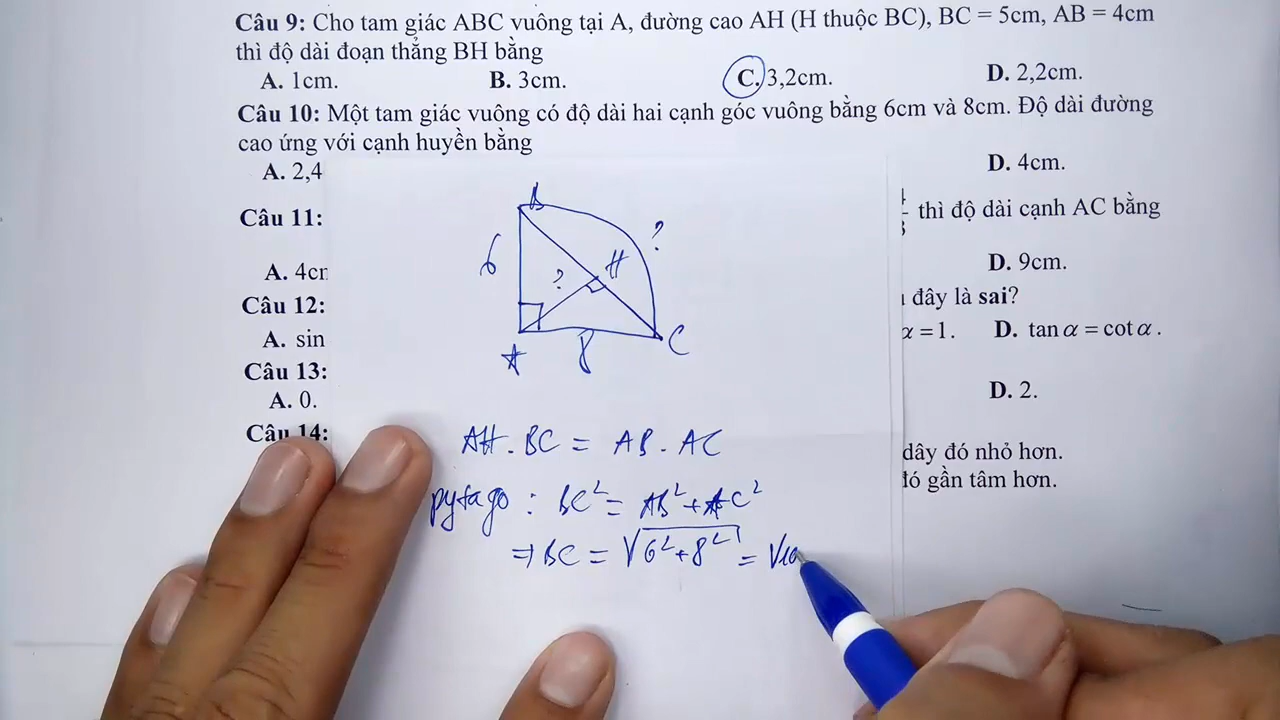 Câu 9: Cho tam giác ABC vuông tại A, đường cao AH (H thuộc BC), BC = 5cm, AB = 4cm
thì độ dài đoạn thẳng BH bằng
A. 1cm. B. 3cm. C. 3,2cm. D. 2,2cm.
Câu 10: Một tam giác vuông có độ dài hai cạnh góc vuông bằng 6cm và 8cm. Độ dài đường
cao ứng với cạnh huyền bằng
A. 2,4 D. 4cm.
Câu 11: thì độ dài cạnh AC bằng
A. 4cm D. 9cm.
Câu 12: đây là sai?
A. sin α = 1. D. tan α = cot α.
Câu 13:
A. 0. D. 2.
Câu 14: dây đó nhỏ hơn.
đó gần tâm hơn.
B
6 ? H ?
A 8 C
AH . BC = AB . AC
pytago : BC² = AB² + AC²
⇒ BC = √6² + 8² = √10